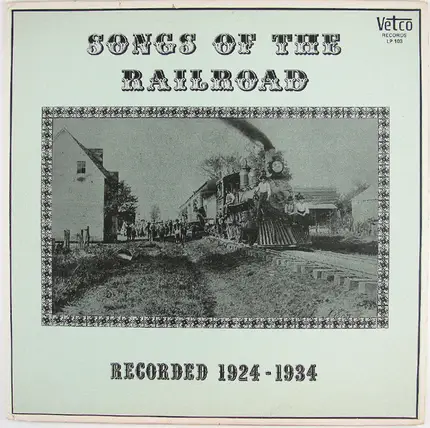 SONGS OF THE
RAILROAD
Vetco
RECORDS
LP 103
RECORDED 1924-1934